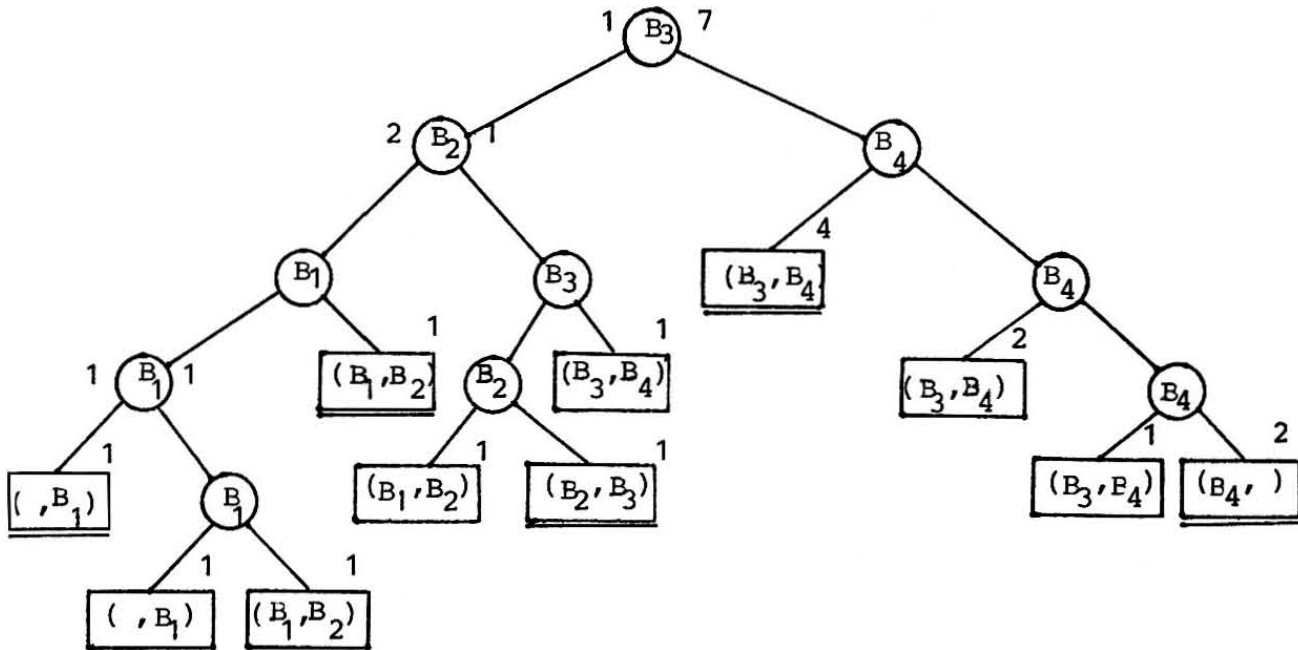 1 B3 7
2 B2 1 B4
4
B1 B3 (B3,B4) B4
1 1 2
1 B1 1 (B1,B2) B2 (B3,B4) (B3,B4) B4
1 1 1 1 2
( ,B1) B1 (B1,B2) (B2,B3) (B3,B4) (B4, )
1 1
( ,B1) (B1,B2)